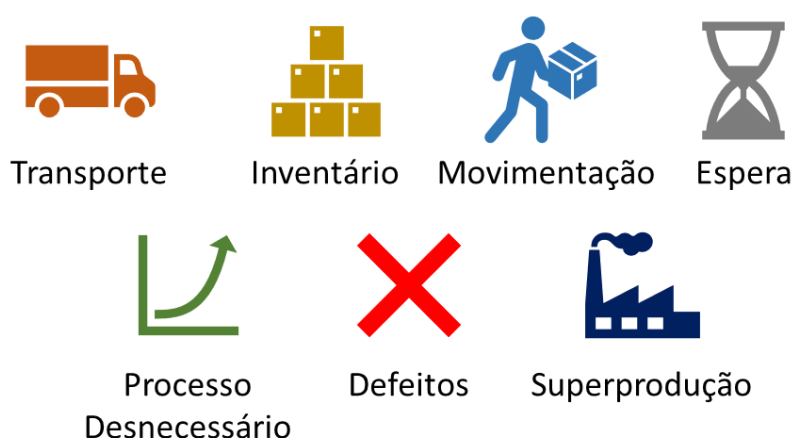 Transporte
Inventário
Movimentação
Espera
Processo
Desnecessário
Defeitos
Superprodução